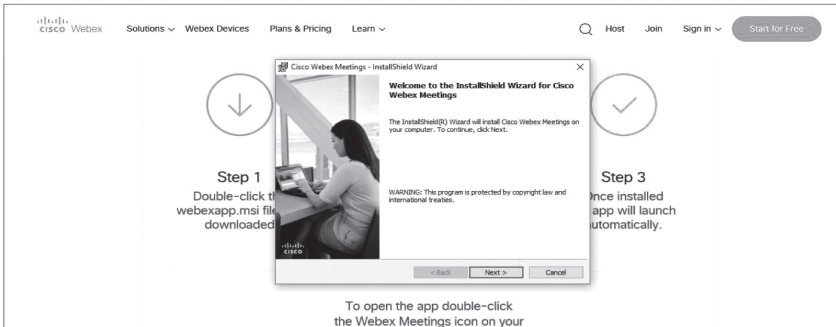 CISCO Webex Solutions Webex Devices Plans & Pricing Learn Host Join Sign in Start for Free
Cisco Webex Meetings - InstallShield Wizard
Welcome to the InstallShield Wizard for Cisco
Webex Meetings
The InstallShield(R) Wizard will install Cisco Webex Meetings on
your computer. To continue, click Next.
WARNING: This program is protected by copyright law and
international treaties.
CISCO
< Back Next > Cancel
Step 1
Double-click
webexapp.msi
downloaded
Step 3
Once installed
app will launch
automatically.
To open the app double-click
the Webex Meetings icon on your